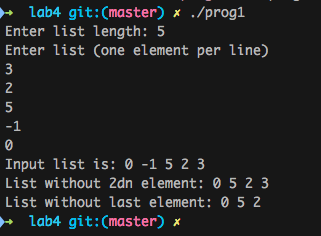 → lab4 git:(master) ✗ ./prog1
Enter list length: 5
Enter list (one element per line)
3
2
5
-1
0
Input list is: 0 -1 5 2 3
List without 2dn element: 0 5 2 3
List without last element: 0 5 2
→ lab4 git:(master) ✗